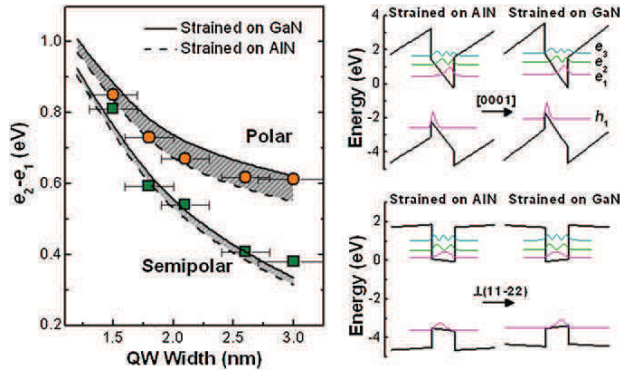 Strained on GaN
Strained on AlN
Polar
Semipolar
e2-e1 (eV)
1.0
0.8
0.6
0.4
0.2
1.5 2.0 2.5 3.0
QW Width (nm)
Strained on AlN Strained on GaN
Energy (eV)
4
2
0
-2
-4
e3
e2
e1
[0001]
h1
Strained on AlN Strained on GaN
Energy (eV)
2
0
-2
-4
⊥(11-22)